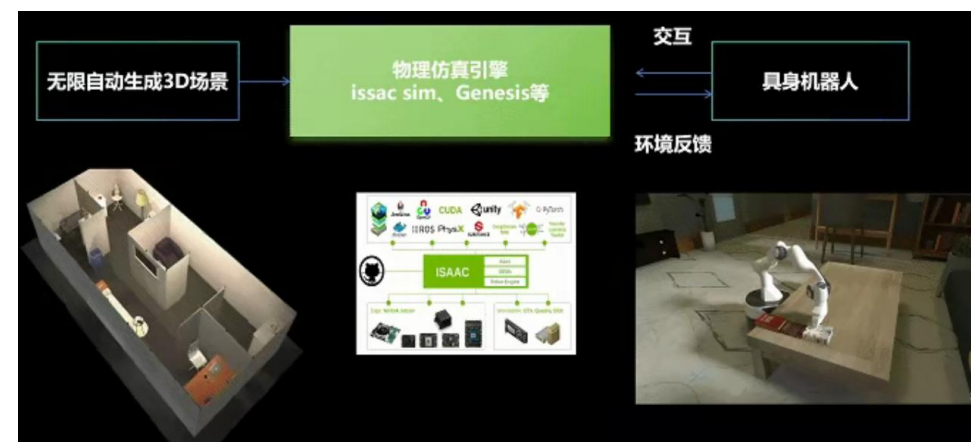 无限自动生成3D场景
物理仿真引擎
issac sim、Genesis等
交互
具身机器人
环境反馈
CUDA
unity
PyTorch
ROS
PhysX
ISAAC